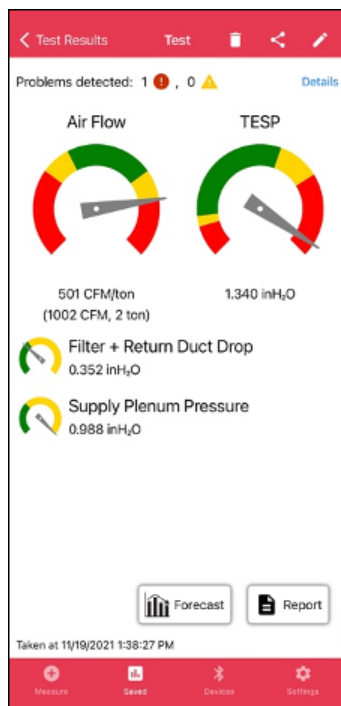 Test Results Test
Problems detected: 1 , 0 Details
Air Flow TESP
501 CFM/ton 1.340 inH₂O
(1002 CFM, 2 ton)
Filter + Return Duct Drop
0.352 inH₂O
Supply Plenum Pressure
0.988 inH₂O
Forecast Report
Taken at 11/19/2021 1:38:27 PM
Measure Saved Devices Settings